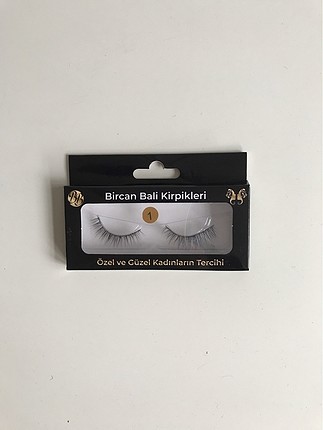 Bircan Bali Kirpikleri
1
Özel ve Güzel Kadınların Tercihi